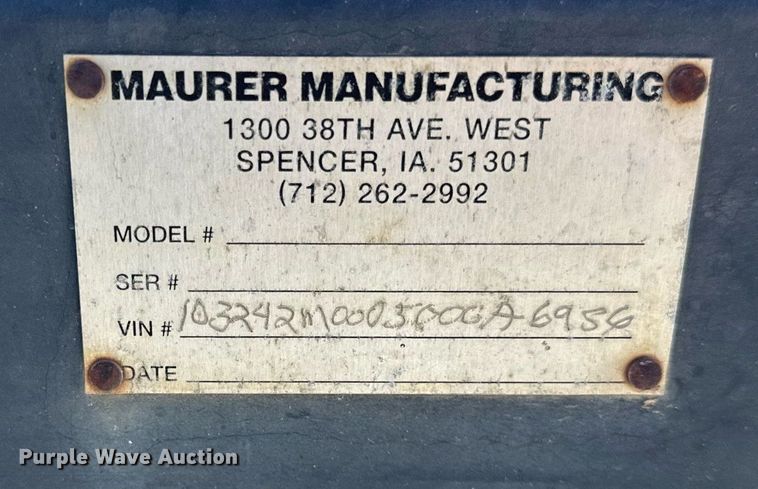 MAURER MANUFACTURING
1300 38TH AVE. WEST
SPENCER, IA. 51301
(712) 262-2992
MODEL #
SER #
VIN #
DATE
Purple Wave Auction